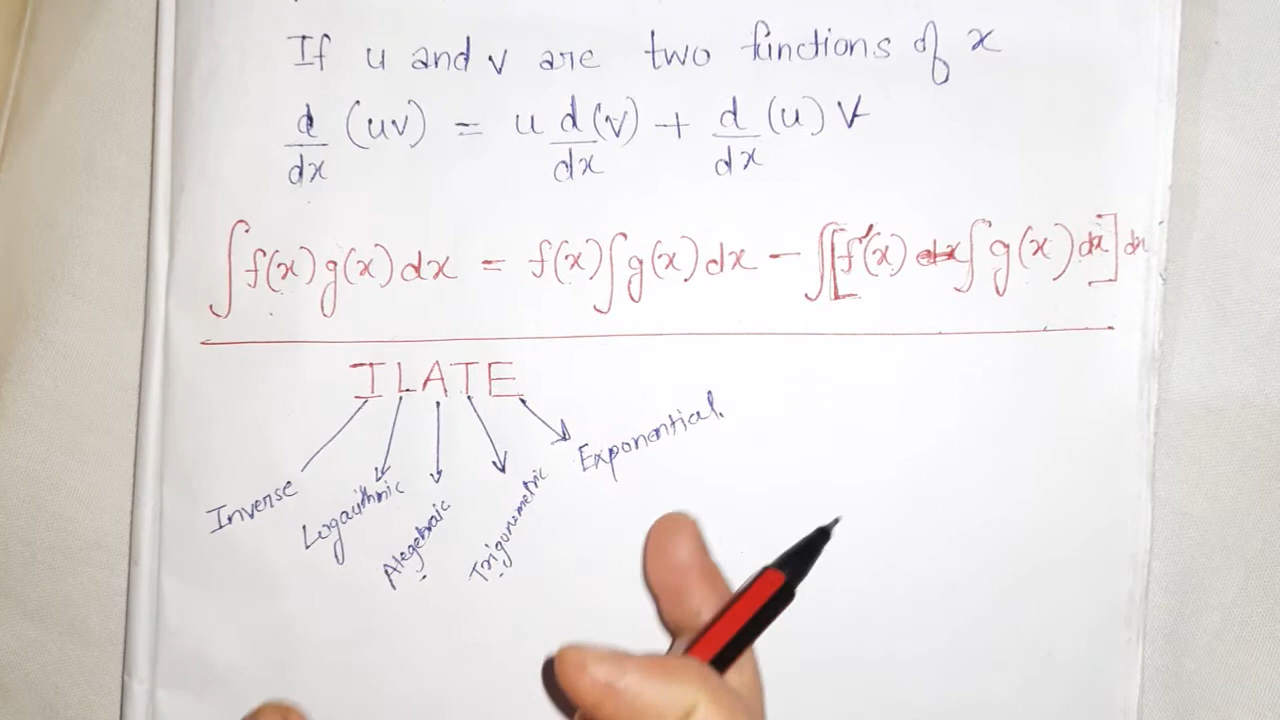 If u and v are two functions of x
d/dx (uv) = u d/dx (v) + d/dx (u) v
∫f(x)g(x)dx = f(x)∫g(x)dx - ∫[f'(x) ∫g(x)dx]dx
ILATE
Inverse
Logarithmic
Alegebraic
Trigonometric
Exponential.